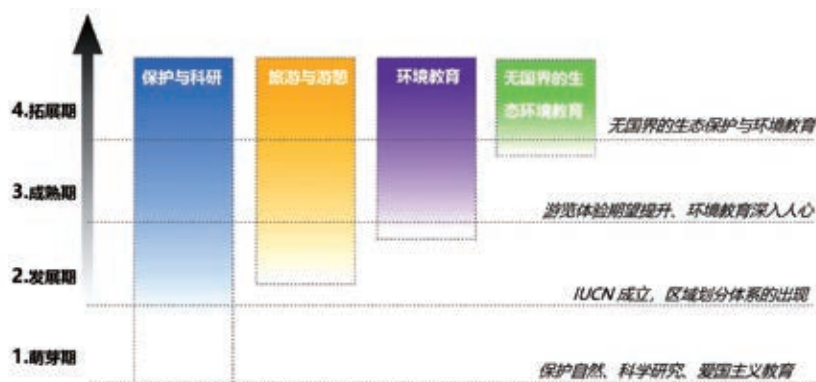 保护与科研
旅游与游憩
环境教育
无国界的生
态环境教育
4.拓展期
无国界的生态保护与环境教育
3.成熟期
游览体验期望提升、环境教育深入人心
2.发展期
IUCN 成立，区域划分体系的出现
1.萌芽期
保护自然、科学研究、爱国主义教育